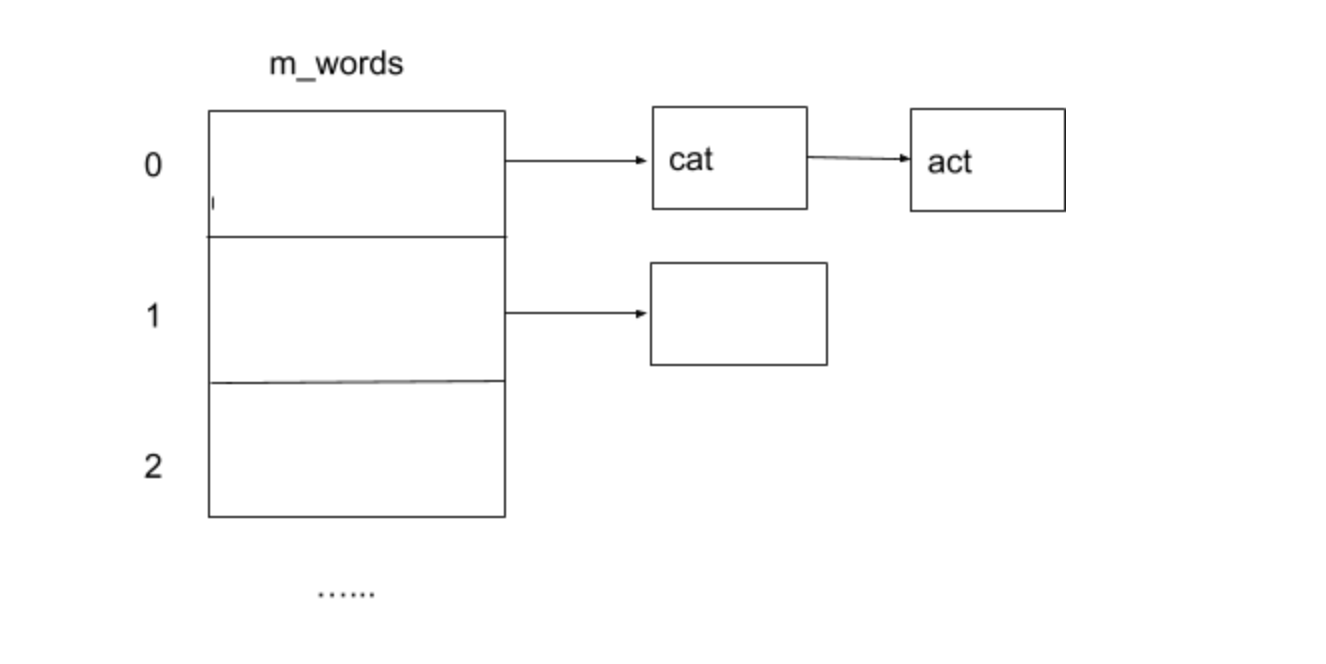 m_words
0
cat
act
1
2
......